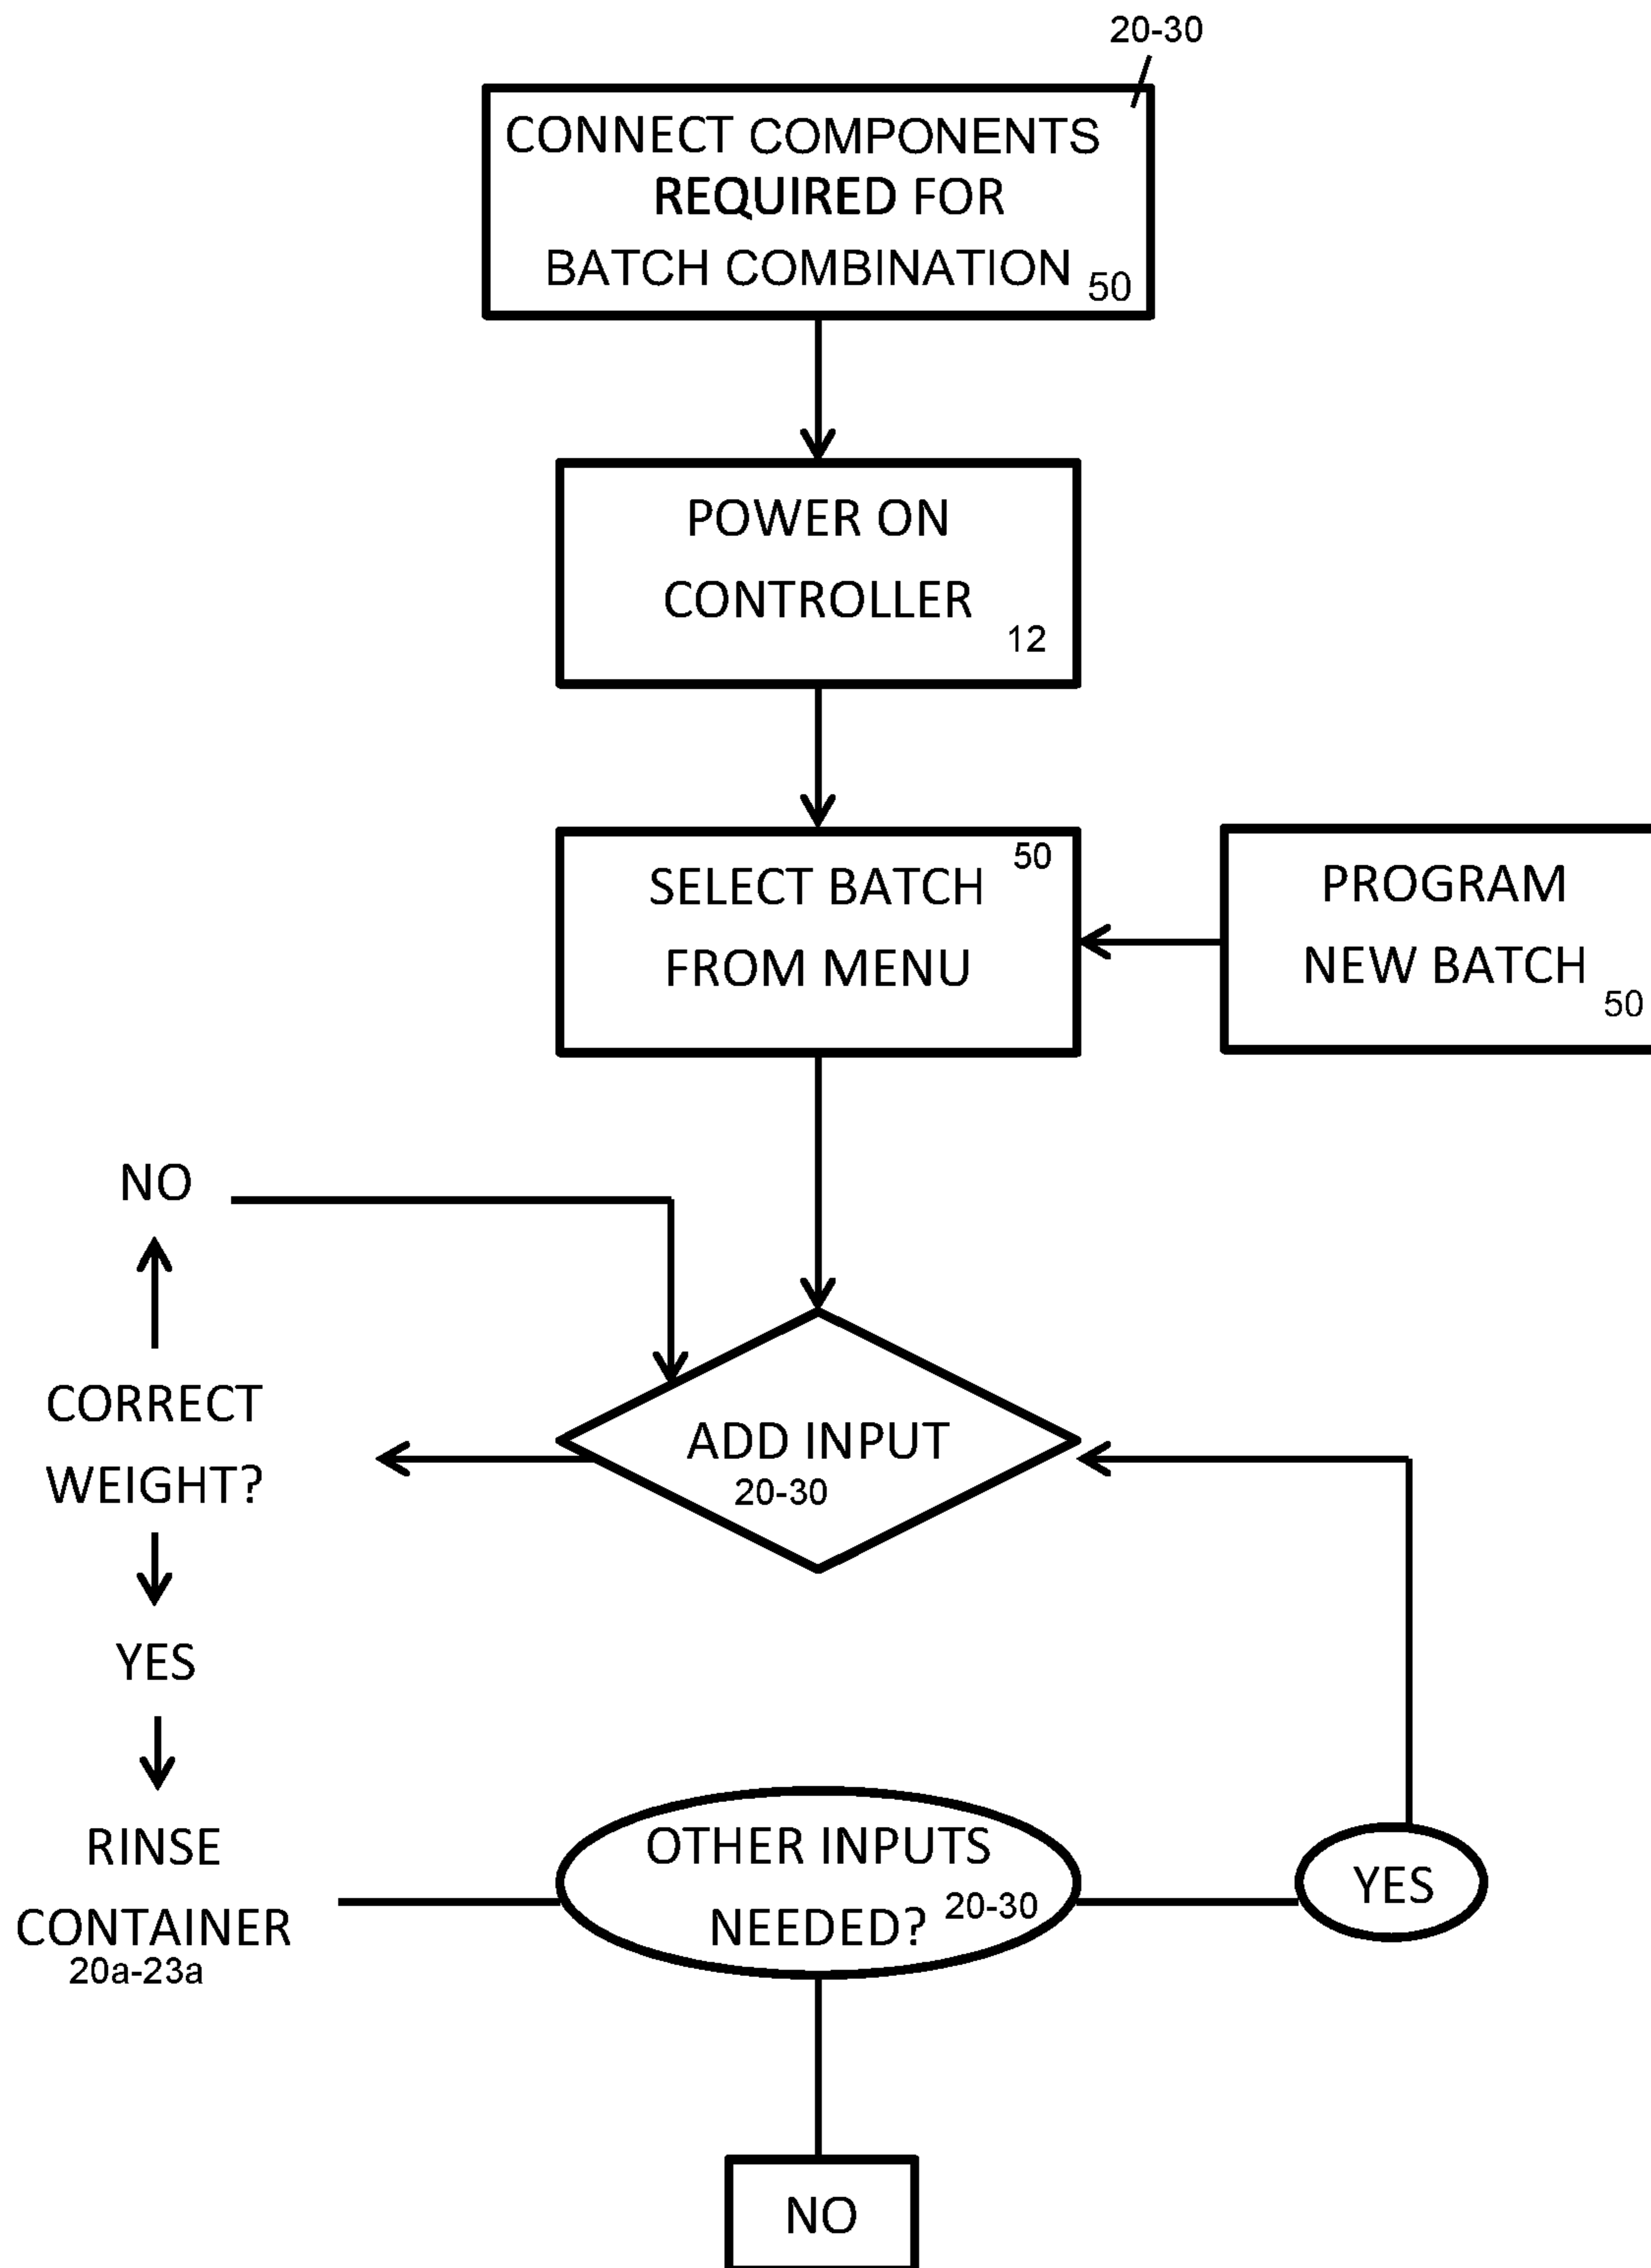 20-30
CONNECT COMPONENTS
REQUIRED FOR
BATCH COMBINATION 50
POWER ON
CONTROLLER
12
50
SELECT BATCH
FROM MENU
PROGRAM
NEW BATCH
50
NO
CORRECT
WEIGHT?
ADD INPUT
20-30
YES
RINSE
CONTAINER
20a-23a
OTHER INPUTS
NEEDED? 20-30
YES
NO